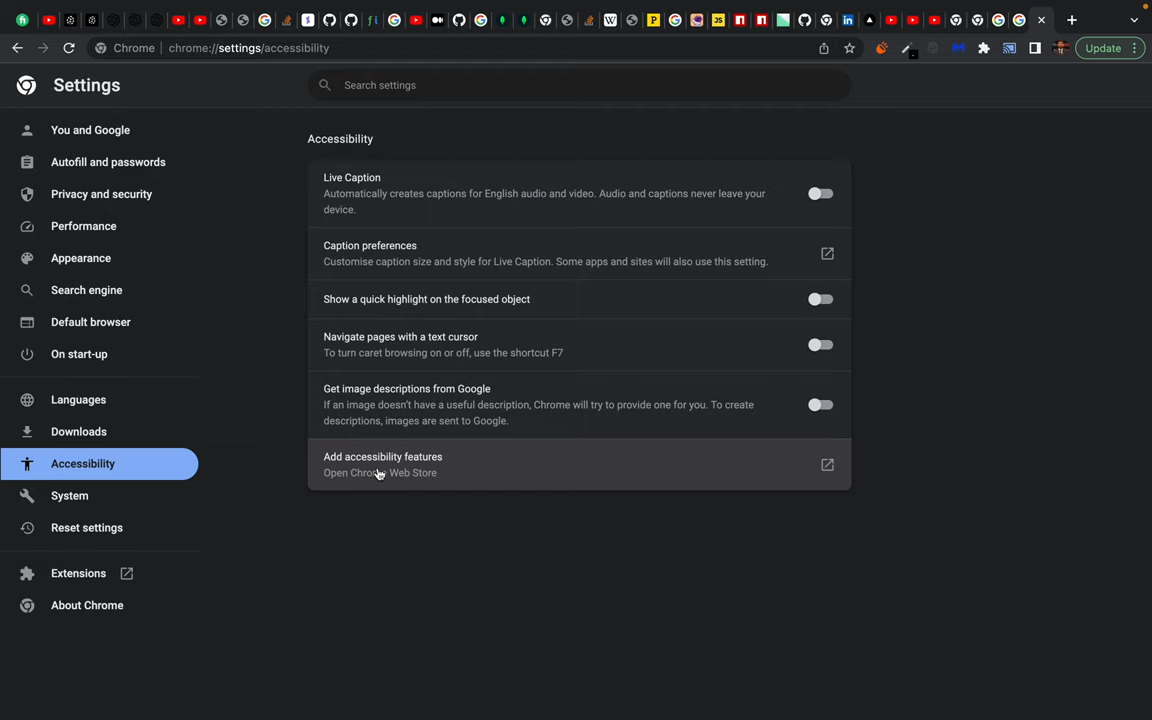 Chrome chrome://settings/accessibility Update
Settings
Search settings
You and Google
Autofill and passwords
Privacy and security
Performance
Appearance
Search engine
Default browser
On start-up
Languages
Downloads
Accessibility
System
Reset settings
Extensions
About Chrome
Accessibility
Live Caption
Automatically creates captions for English audio and video. Audio and captions never leave your
device.
Caption preferences
Customise caption size and style for Live Caption. Some apps and sites will also use this setting.
Show a quick highlight on the focused object
Navigate pages with a text cursor
To turn caret browsing on or off, use the shortcut F7
Get image descriptions from Google
If an image doesn't have a useful description, Chrome will try to provide one for you. To create
descriptions, images are sent to Google.
Add accessibility features
Open Chrome Web Store